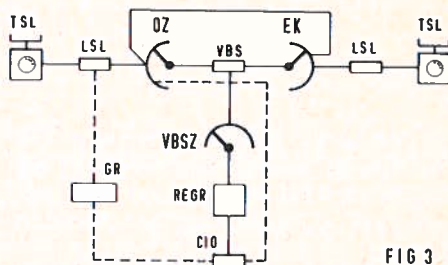 TSL
LSL
OZ
VBS
EK
LSL
TSL
VBSZ
GR
REGR
CIO
FIG 3